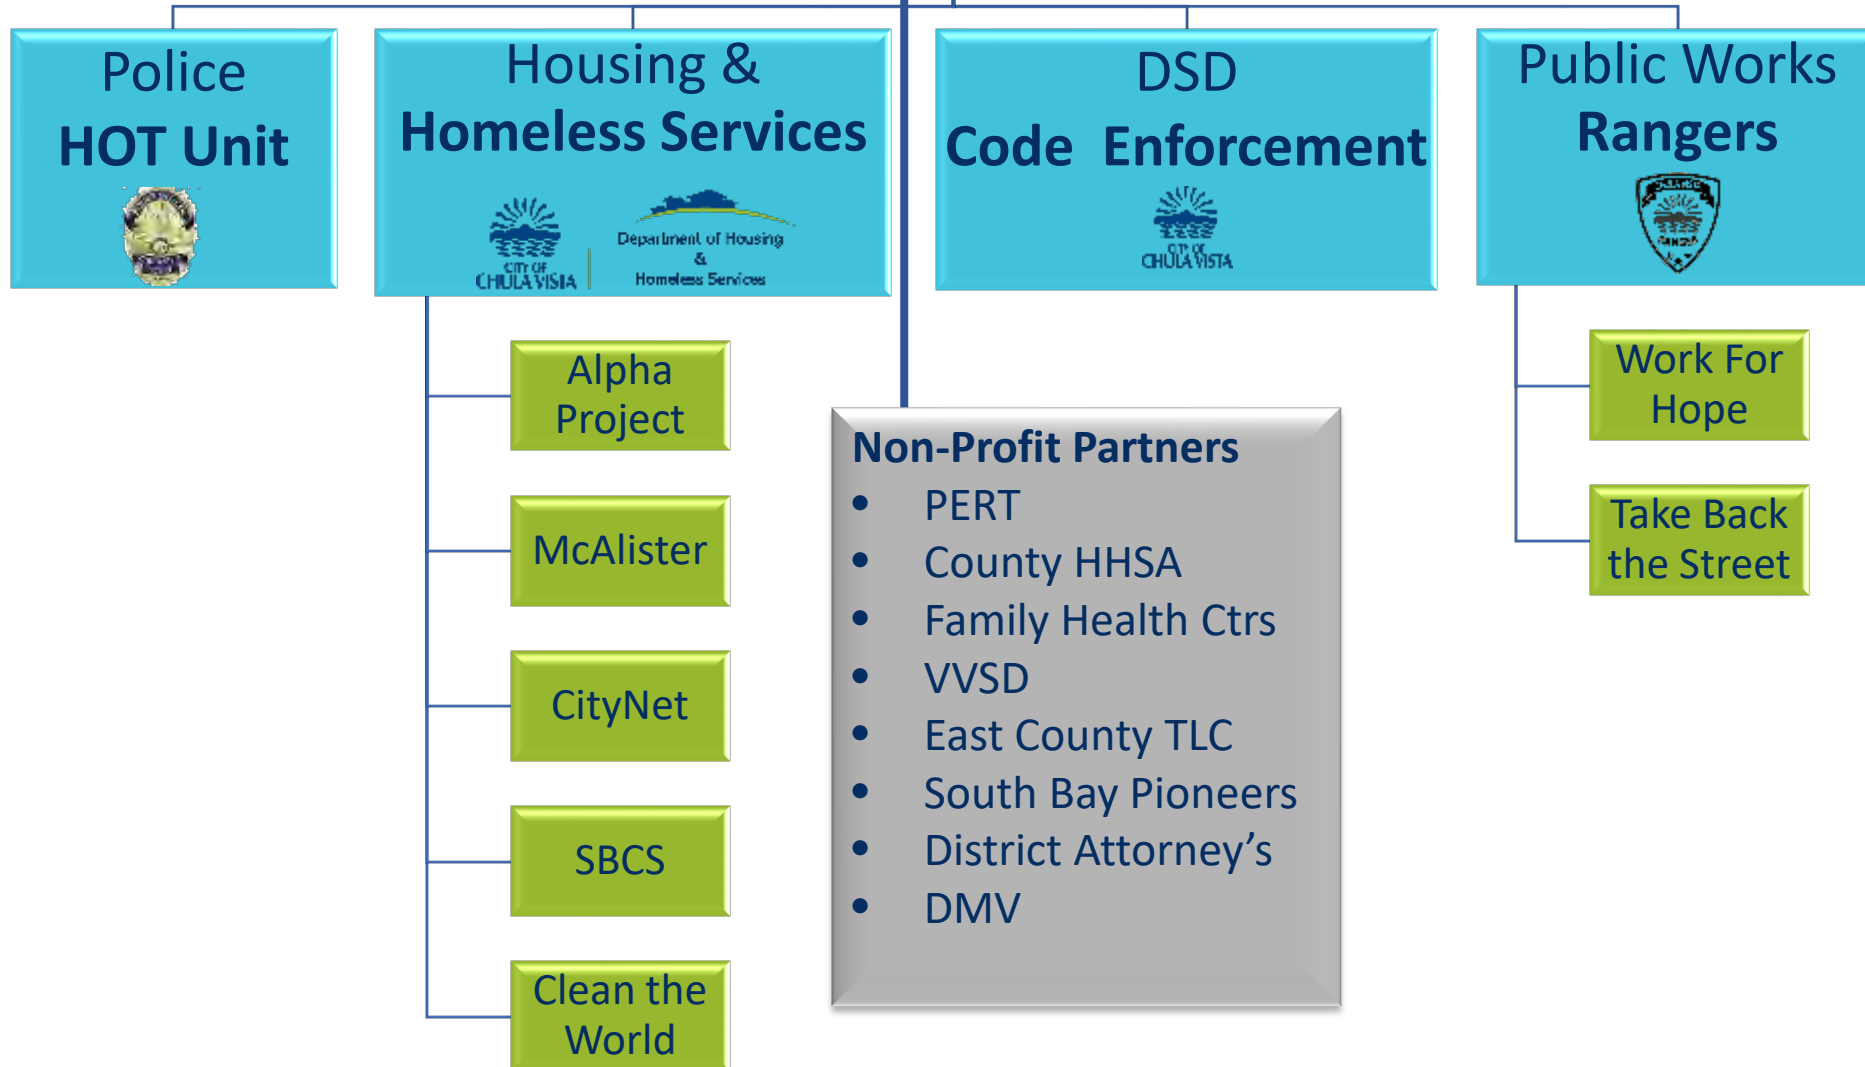 Police
HOT Unit
Housing &
Homeless Services
CITY OF
CHULA VISTA
Department of Housing
&
Homeless Services
DSD
Code Enforcement
CITY OF
CHULA VISTA
Public Works
Rangers
Alpha
Project
McAlister
CityNet
SBCS
Clean the
World
Non-Profit Partners
• PERT
• County HHSA
• Family Health Ctrs
• VVSD
• East County TLC
• South Bay Pioneers
• District Attorney’s
• DMV
Work For
Hope
Take Back
the Street